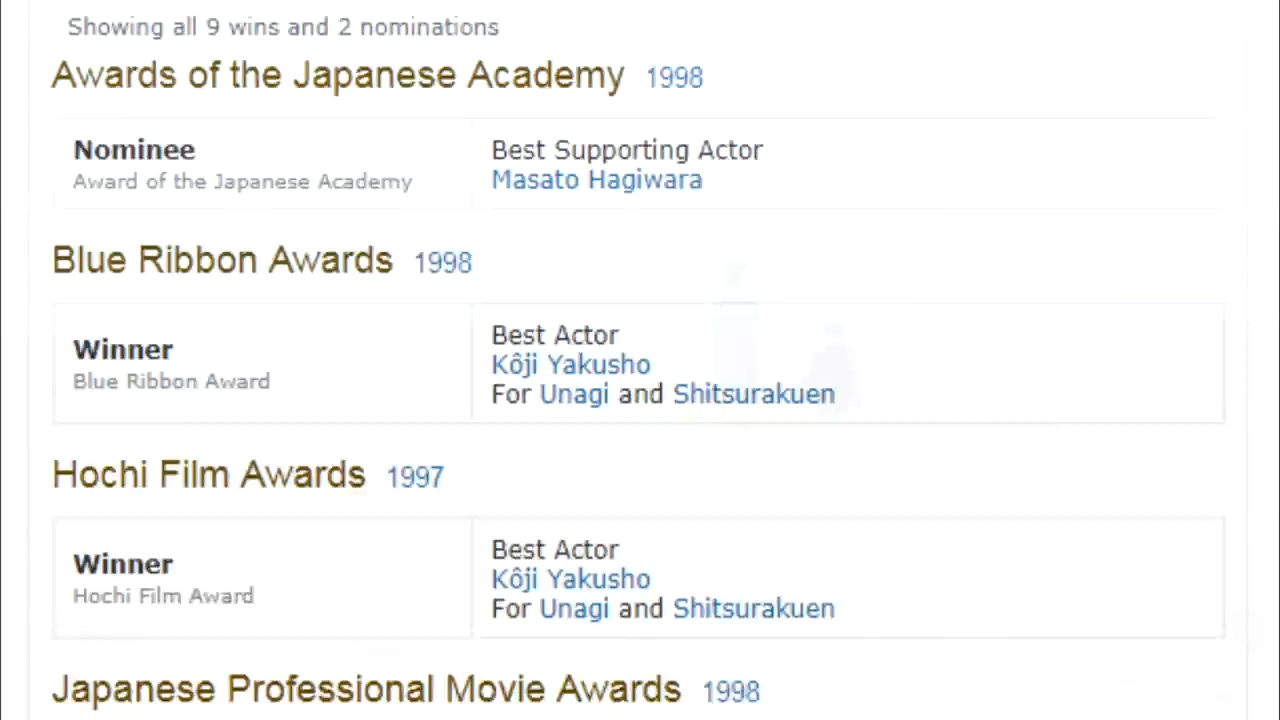 Showing all 9 wins and 2 nominations
Awards of the Japanese Academy 1998
Nominee
Award of the Japanese Academy
Best Supporting Actor
Masato Hagiwara
Blue Ribbon Awards 1998
Winner
Blue Ribbon Award
Best Actor
Kôji Yakusho
For Unagi and Shitsurakuen
Hochi Film Awards 1997
Winner
Hochi Film Award
Best Actor
Kôji Yakusho
For Unagi and Shitsurakuen
Japanese Professional Movie Awards 1998